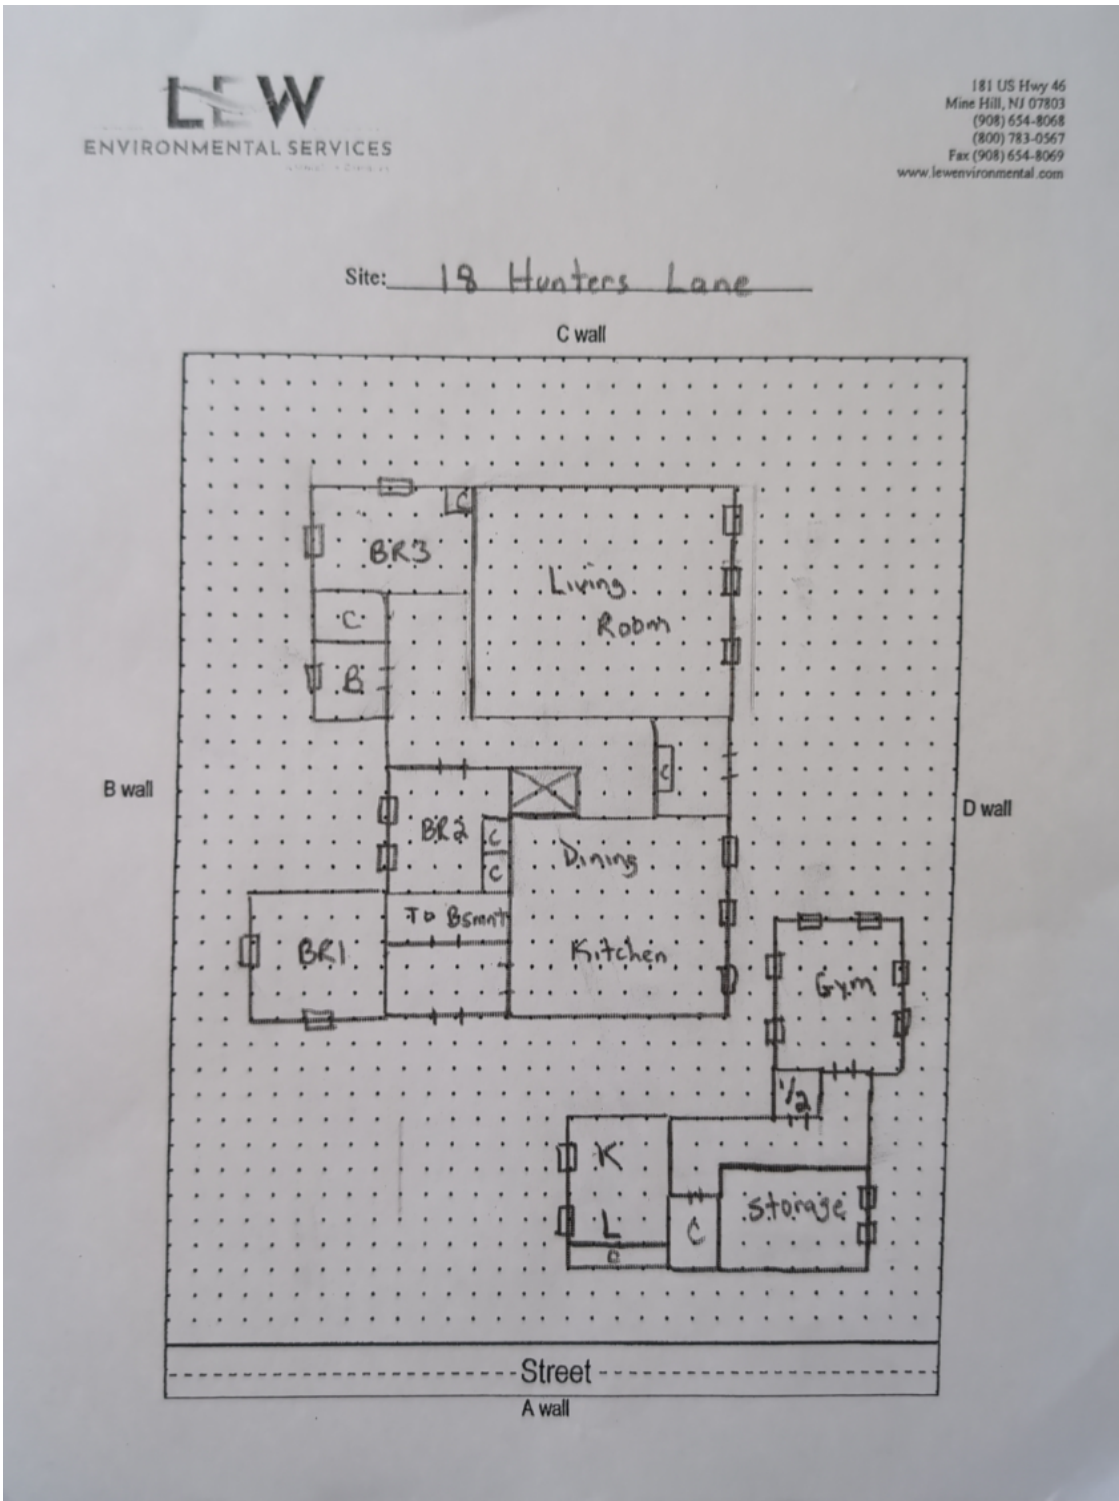 LEW
ENVIRONMENTAL SERVICES
181 US Hwy 46
Mine Hill, NJ 07803
(908) 654-8068
(800) 783-0567
Fax (908) 654-8069
www.lewenvironmental.com
Site: 18 Hunters Lane
C wall
C
BR3
Living
Room
C
B
C
B wall
D wall
BR2
C
Dining
C
To Bsmnt
BR1
Kitchen
Gym
1/2
K
Storage
L
C
C
Street
A wall